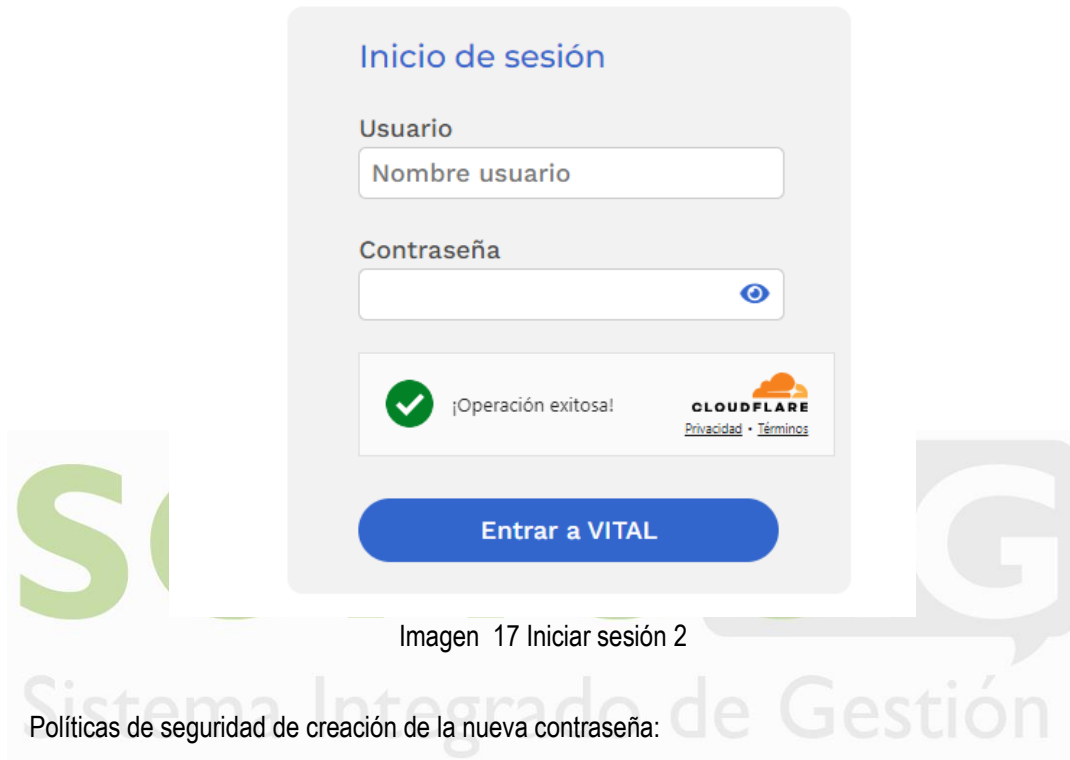 Inicio de sesión
Usuario
Nombre usuario
Contraseña
¡Operación exitosa!
CLOUDFLARE
Privacidad • Términos
Entrar a VITAL
G
Imagen 17 Iniciar sesión 2
Sistema Integrado de Gestión
Políticas de seguridad de creación de la nueva contraseña: